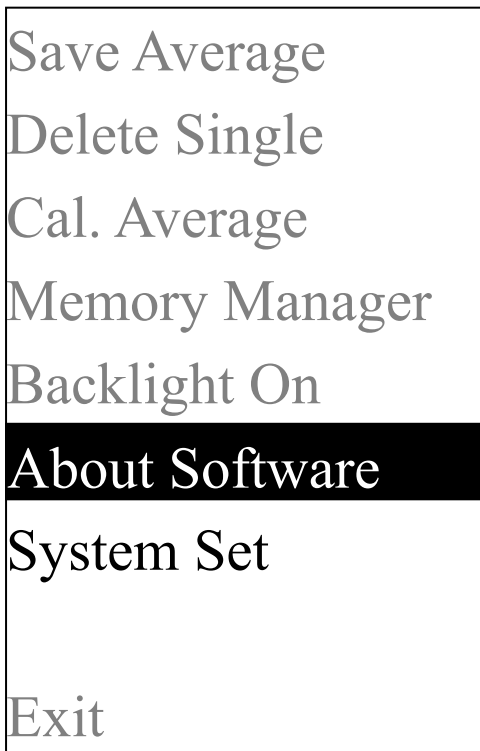 Save Average
Delete Single
Cal. Average
Memory Manager
Backlight On
About Software
System Set
Exit